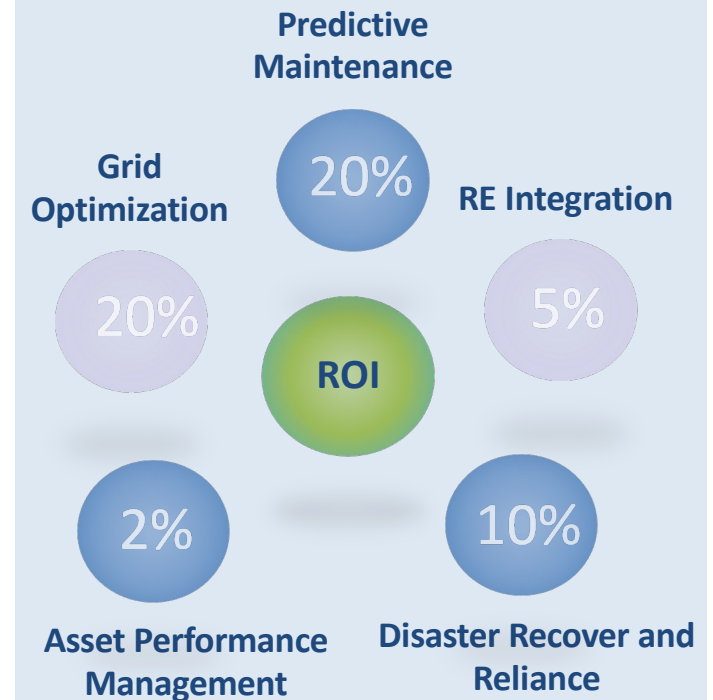 Predictive
Maintenance
20%
Grid
Optimization
20%
RE Integration
5%
ROI
2%
Asset Performance
Management
10%
Disaster Recover and
Reliance